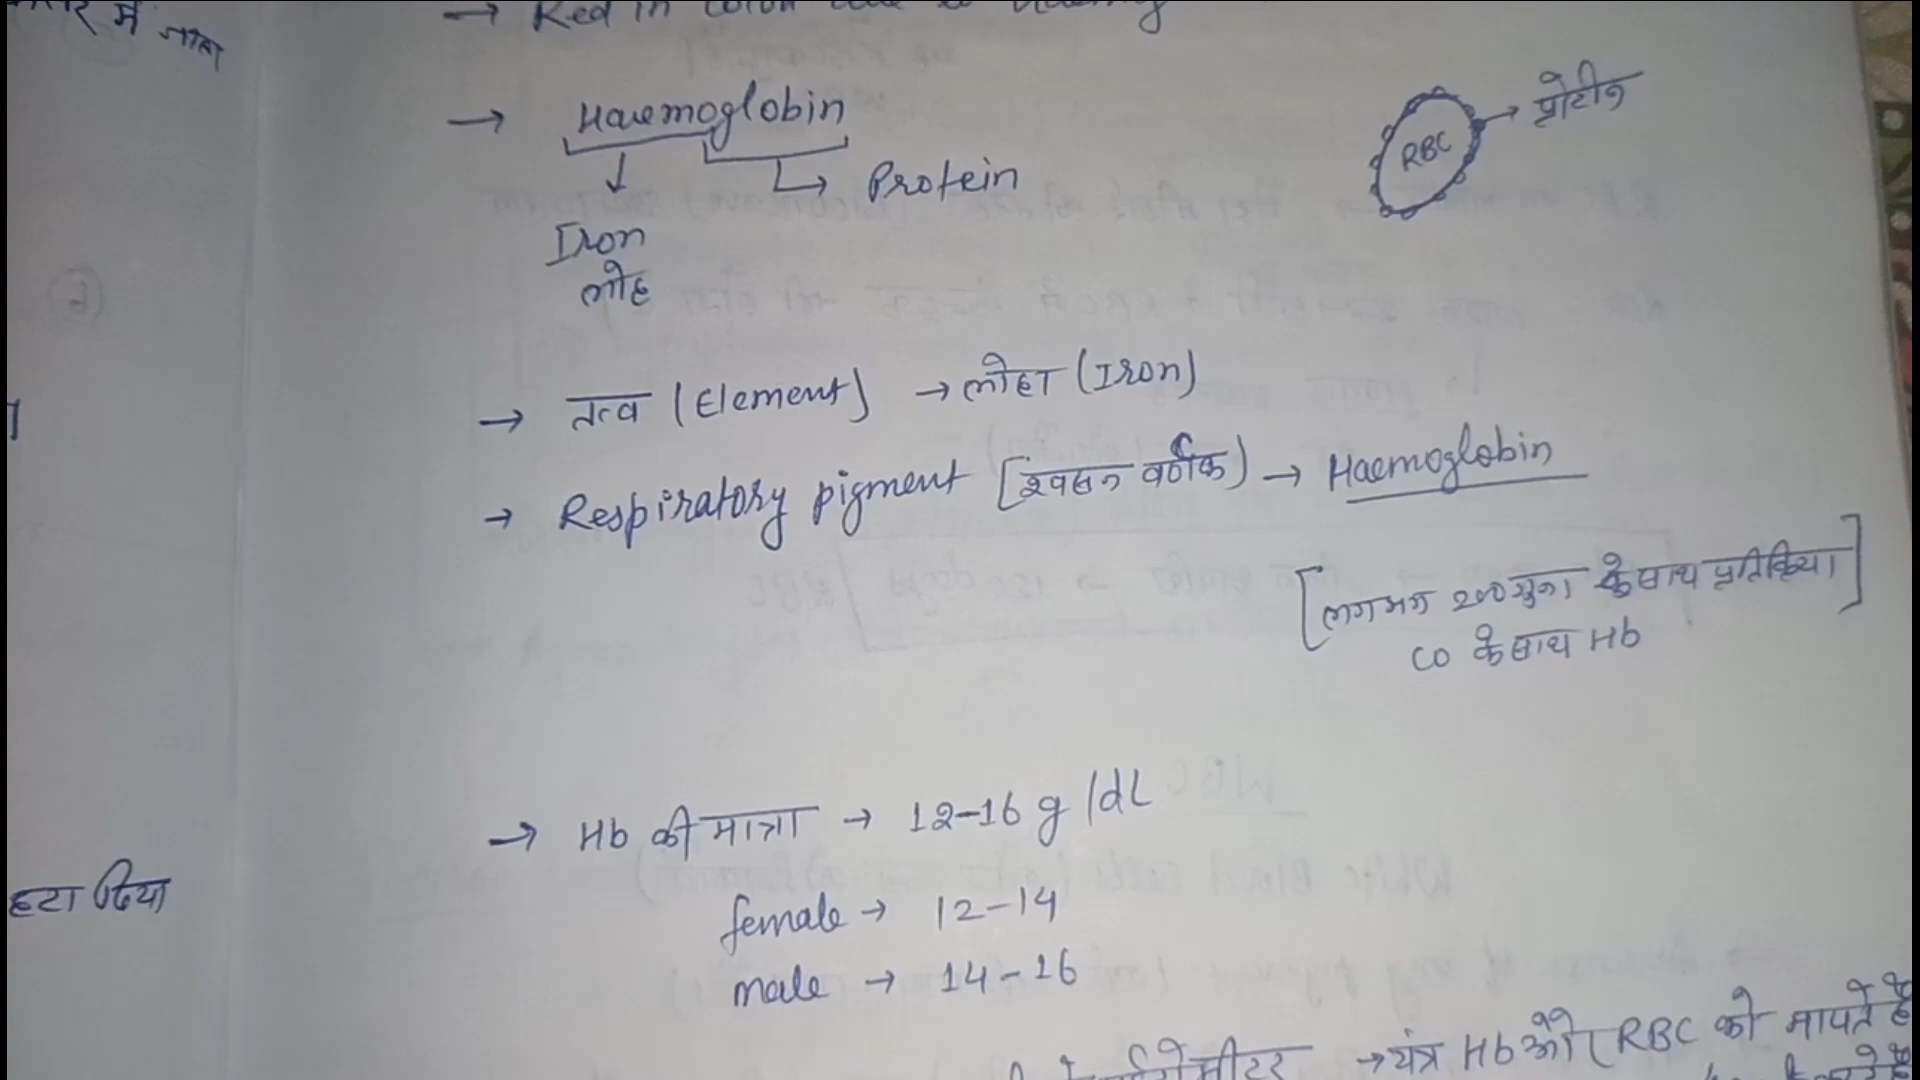 → Red in
→ Haemoglobin
RBC → प्रोटीन
Protein
Iron
लोह
→ तत्व (Element) → लोहा (Iron)
→ Respiratory pigment [श्वसन वर्णक) → Haemoglobin
[लगभग 200 गुना के साथ प्रतिक्रिया]
CO के साथ Hb
→ Hb की मात्रा → 12-16 g/dL
हटा दिया
female → 12-14
male → 14-16
→ यंत्र Hb और RBC को मापते है